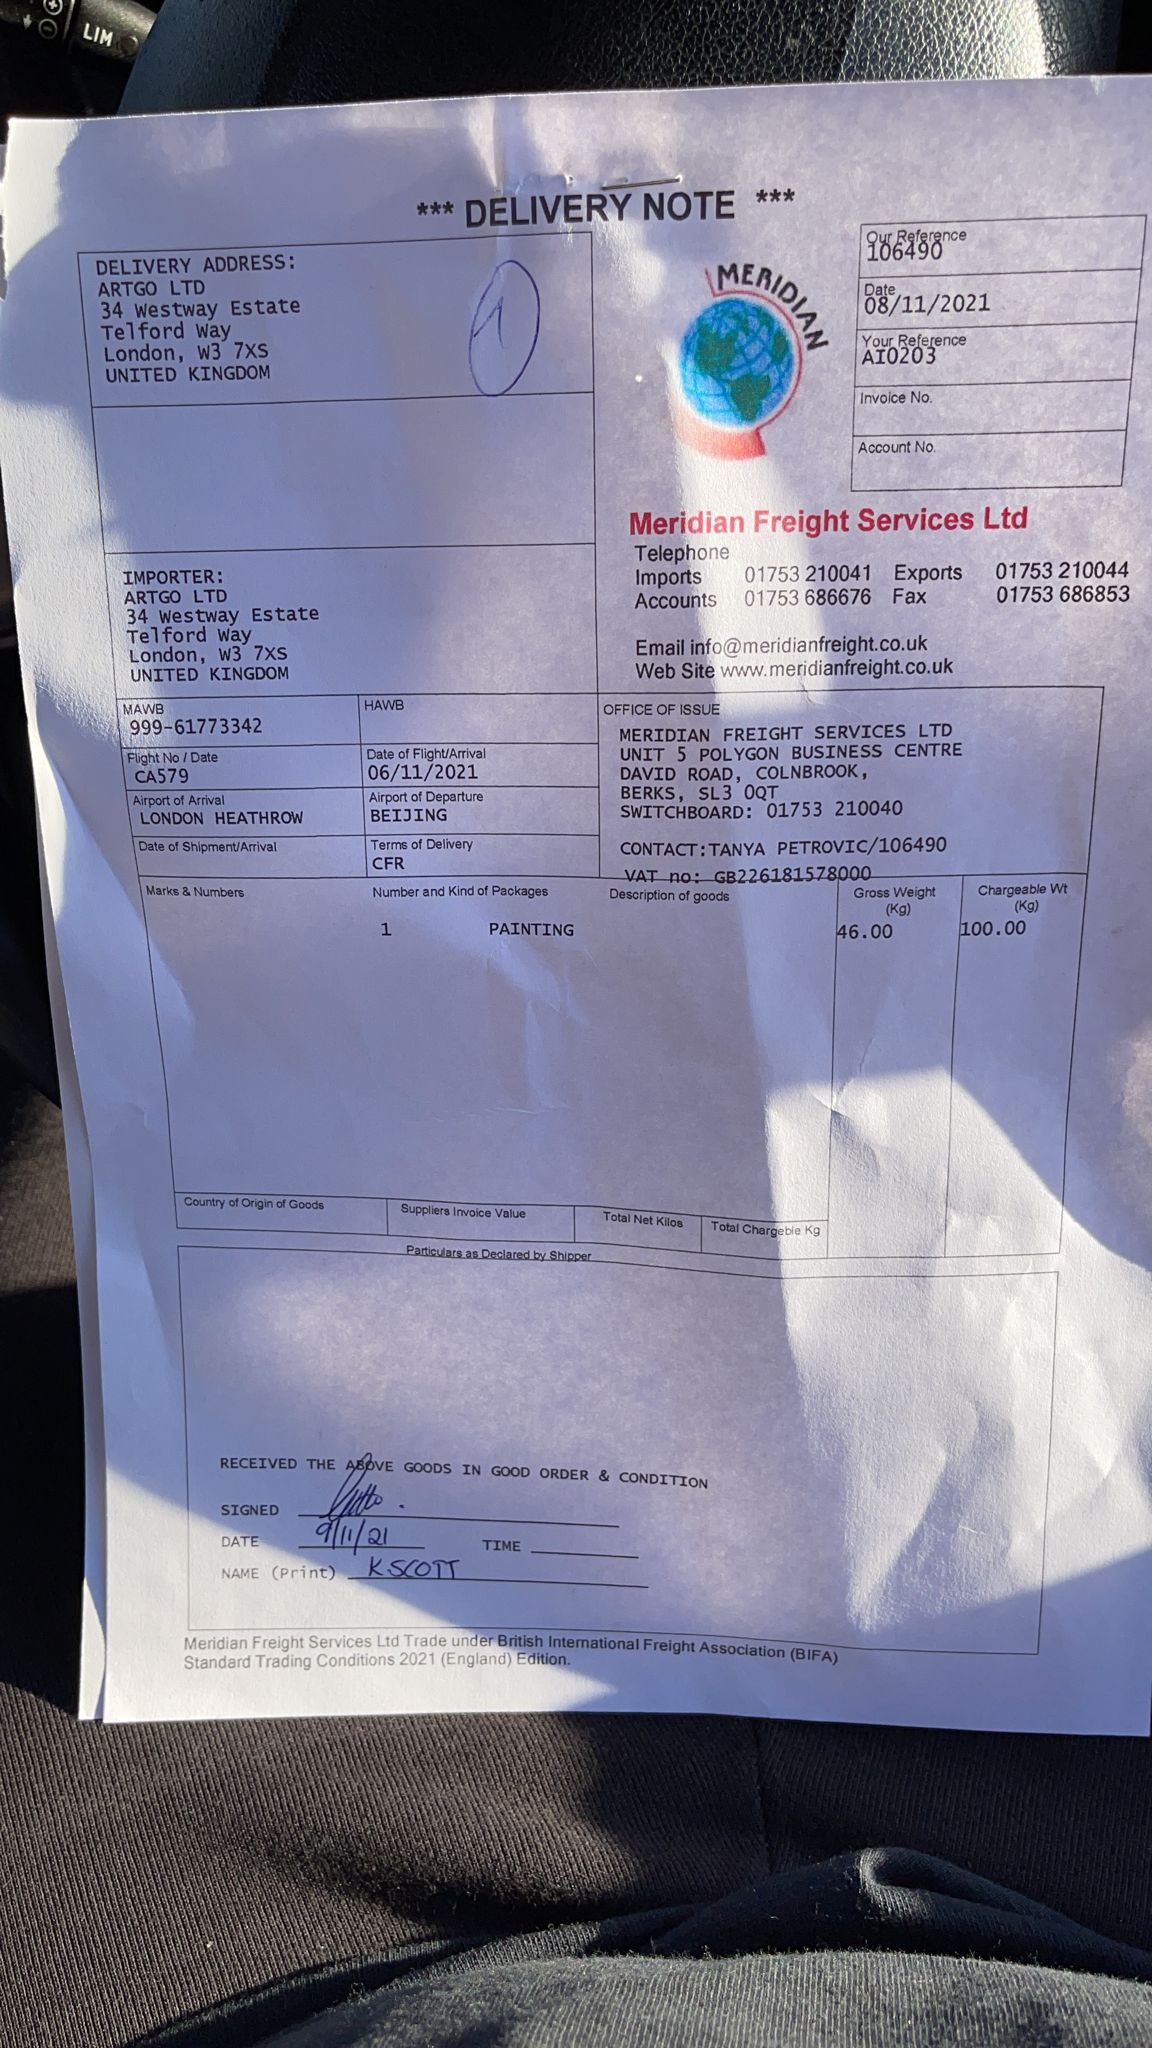 LIM
*** DELIVERY NOTE ***
DELIVERY ADDRESS:
ARTGO LTD
34 Westway Estate
Telford Way
London, W3 7XS
UNITED KINGDOM
MERIDIAN
Our Reference
106490
Date
08/11/2021
Your Reference
AI0203
Invoice No.
Account No.
Meridian Freight Services Ltd
Telephone
Imports 01753 210041 Exports 01753 210044
Accounts 01753 686676 Fax 01753 686853
Email info@meridianfreight.co.uk
Web Site www.meridianfreight.co.uk
IMPORTER:
ARTGO LTD
34 Westway Estate
Telford Way
London, W3 7XS
UNITED KINGDOM
MAWB
999-61773342
HAWB
Flight No / Date
CA579
Date of Flight/Arrival
06/11/2021
Airport of Arrival
LONDON HEATHROW
Airport of Departure
BEIJING
Date of Shipment/Arrival
Terms of Delivery
CFR
OFFICE OF ISSUE
MERIDIAN FREIGHT SERVICES LTD
UNIT 5 POLYGON BUSINESS CENTRE
DAVID ROAD, COLNBROOK,
BERKS, SL3 0QT
SWITCHBOARD: 01753 210040
CONTACT:TANYA PETROVIC/106490
VAT no: GB226181578000
Marks & Numbers Number and Kind of Packages Description of goods Gross Weight (Kg) Chargeable Wt (Kg)
1 PAINTING 46.00 100.00
Country of Origin of Goods Suppliers Invoice Value Total Net Kilos Total Chargeble Kg
Particulars as Declared by Shipper
RECEIVED THE ABOVE GOODS IN GOOD ORDER & CONDITION
SIGNED
DATE 9/11/21 TIME
NAME (Print) K.SCOTT
Meridian Freight Services Ltd Trade under British International Freight Association (BIFA)
Standard Trading Conditions 2021 (England) Edition.